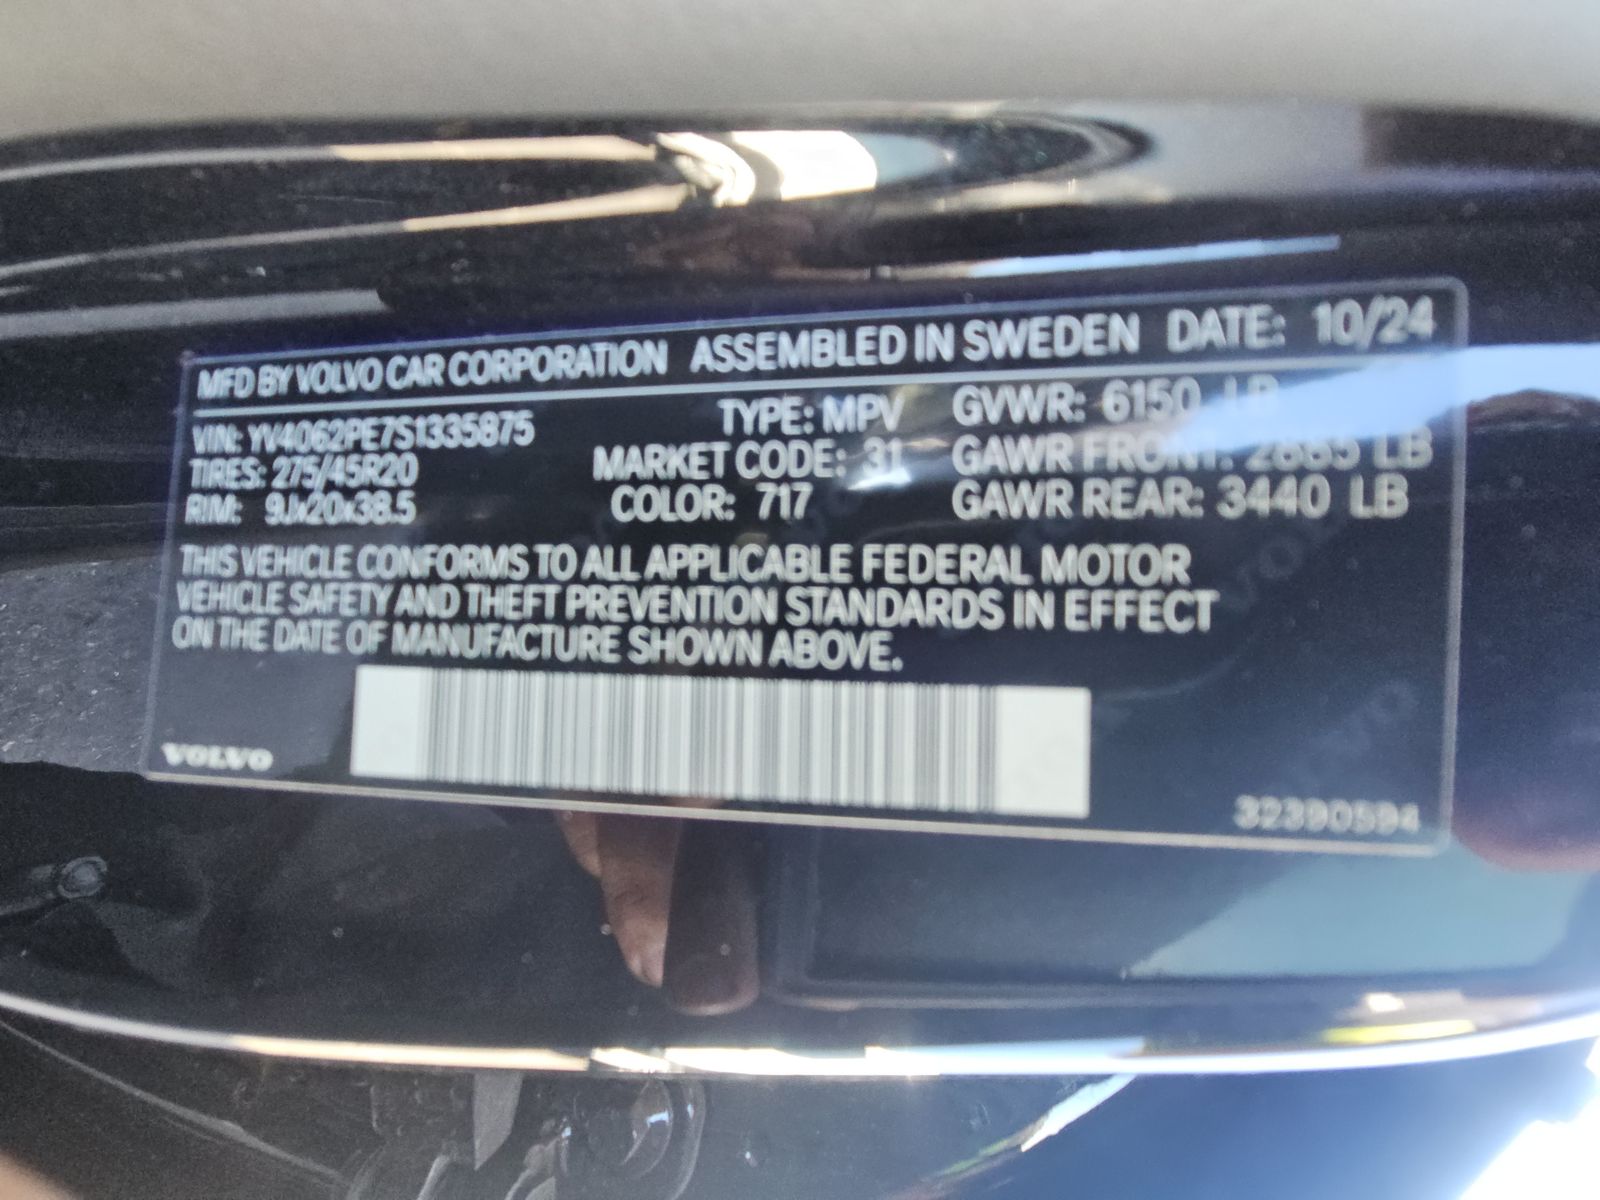 MFD BY VOLVO CAR CORPORATION ASSEMBLED IN SWEDEN DATE: 10/24
VIN: YV4062PE7S1335875 TYPE: MPV GVWR: 6150 LB
TIRES: 275/45R20 MARKET CODE: 31 GAWR FRONT: LB
RIM: 9Jx20x38.5 COLOR: 717 GAWR REAR: 3440 LB
THIS VEHICLE CONFORMS TO ALL APPLICABLE FEDERAL MOTOR
VEHICLE SAFETY AND THEFT PREVENTION STANDARDS IN EFFECT
ON THE DATE OF MANUFACTURE SHOWN ABOVE.
VOLVO
32390594